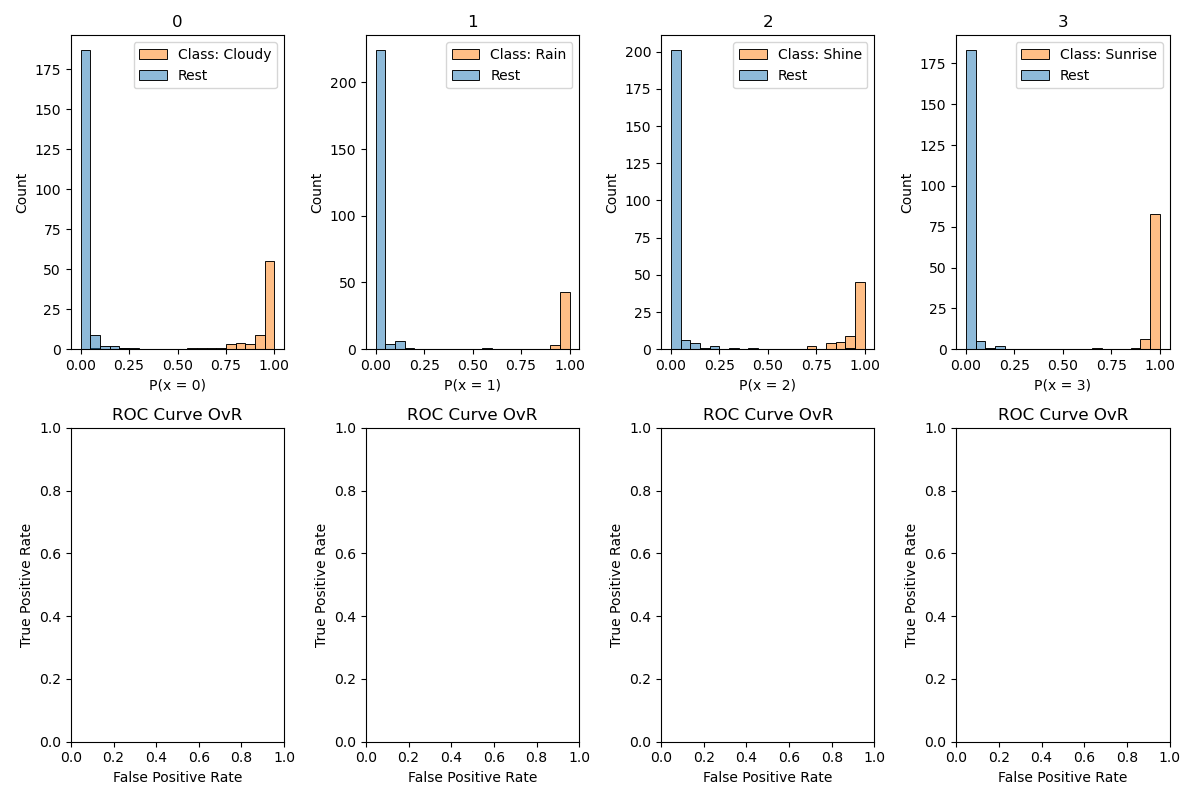 0
Class: Cloudy
Rest
Count
175
150
125
100
75
50
25
0
0.00 0.25 0.50 0.75 1.00
P(x = 0)
1
Class: Rain
Rest
Count
200
150
100
50
0
0.00 0.25 0.50 0.75 1.00
P(x = 1)
2
Class: Shine
Rest
Count
200
175
150
125
100
75
50
25
0
0.00 0.25 0.50 0.75 1.00
P(x = 2)
3
Class: Sunrise
Rest
Count
175
150
125
100
75
50
25
0
0.00 0.25 0.50 0.75 1.00
P(x = 3)
ROC Curve OvR
True Positive Rate
1.0
0.8
0.6
0.4
0.2
0.0
0.0 0.2 0.4 0.6 0.8 1.0
False Positive Rate
ROC Curve OvR
True Positive Rate
1.0
0.8
0.6
0.4
0.2
0.0
0.0 0.2 0.4 0.6 0.8 1.0
False Positive Rate
ROC Curve OvR
True Positive Rate
1.0
0.8
0.6
0.4
0.2
0.0
0.0 0.2 0.4 0.6 0.8 1.0
False Positive Rate
ROC Curve OvR
True Positive Rate
1.0
0.8
0.6
0.4
0.2
0.0
0.0 0.2 0.4 0.6 0.8 1.0
False Positive Rate